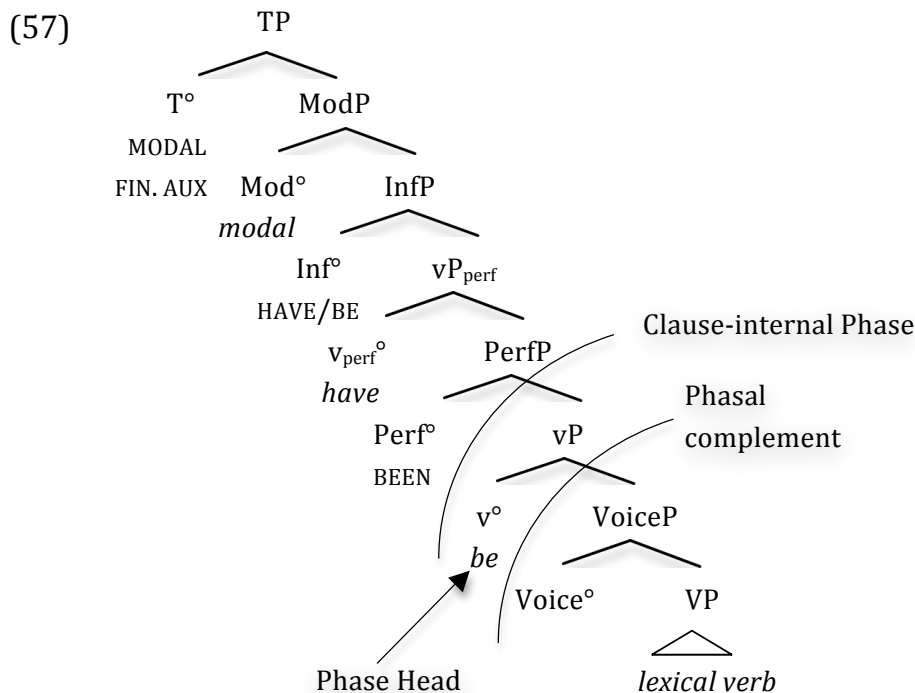 (57) TP
T° ModP
MODAL
FIN. AUX Mod° InfP
modal
Inf° vPperf
HAVE/BE
Clause-internal Phase
vperf° PerfP
have
Phasal
complement
Perf° vP
BEEN
v° VoiceP
be
Voice° VP
Phase Head lexical verb